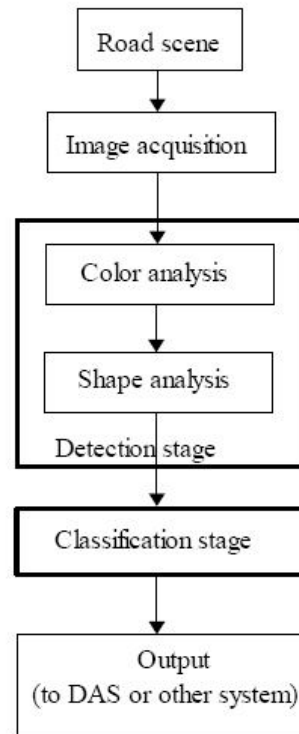 Road scene
Image acquisition
Color analysis
Shape analysis
Detection stage
Classification stage
Output
(to DAS or other system)